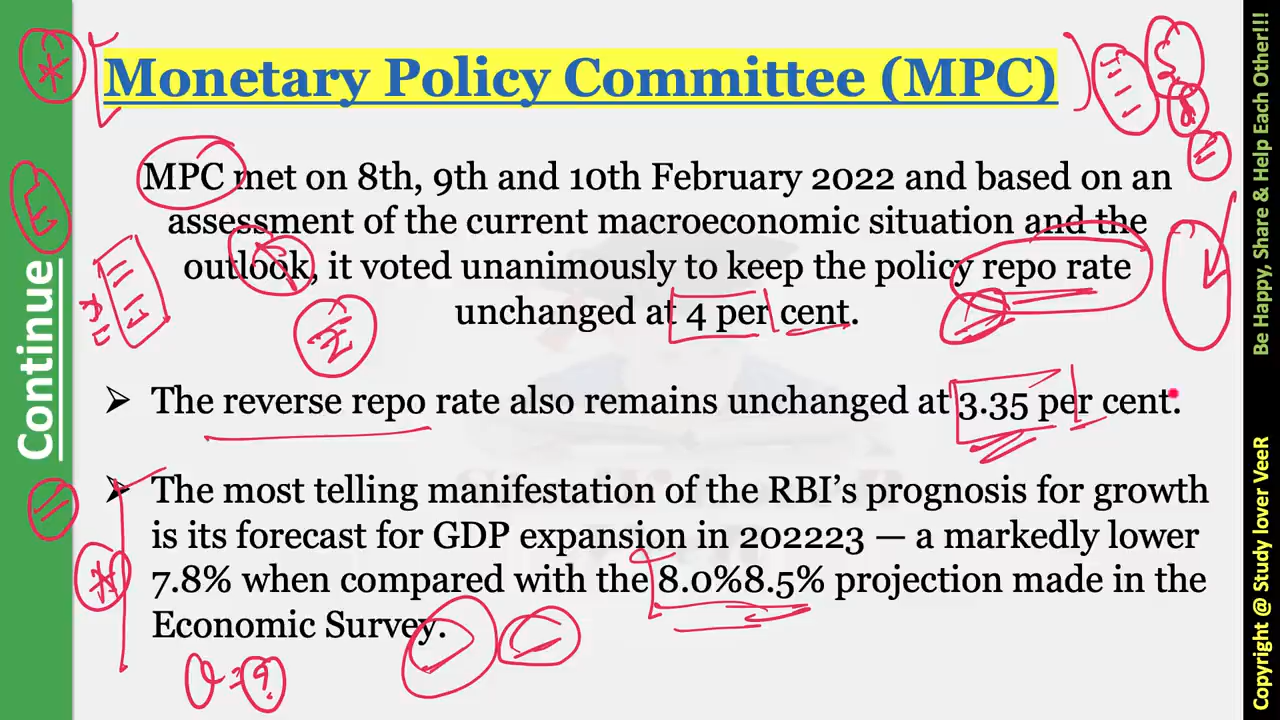 Monetary Policy Committee (MPC)
MPC met on 8th, 9th and 10th February 2022 and based on an
assessment of the current macroeconomic situation and the
outlook, it voted unanimously to keep the policy repo rate
unchanged at 4 per cent.
➤ The reverse repo rate also remains unchanged at 3.35 per cent.
➤ The most telling manifestation of the RBI's prognosis for growth
is its forecast for GDP expansion in 202223 — a markedly lower
7.8% when compared with the 8.0%8.5% projection made in the
Economic Survey.
Continue
Copyright @ Study lover VeeR
Be Happy, Share & Help Each Other!!!